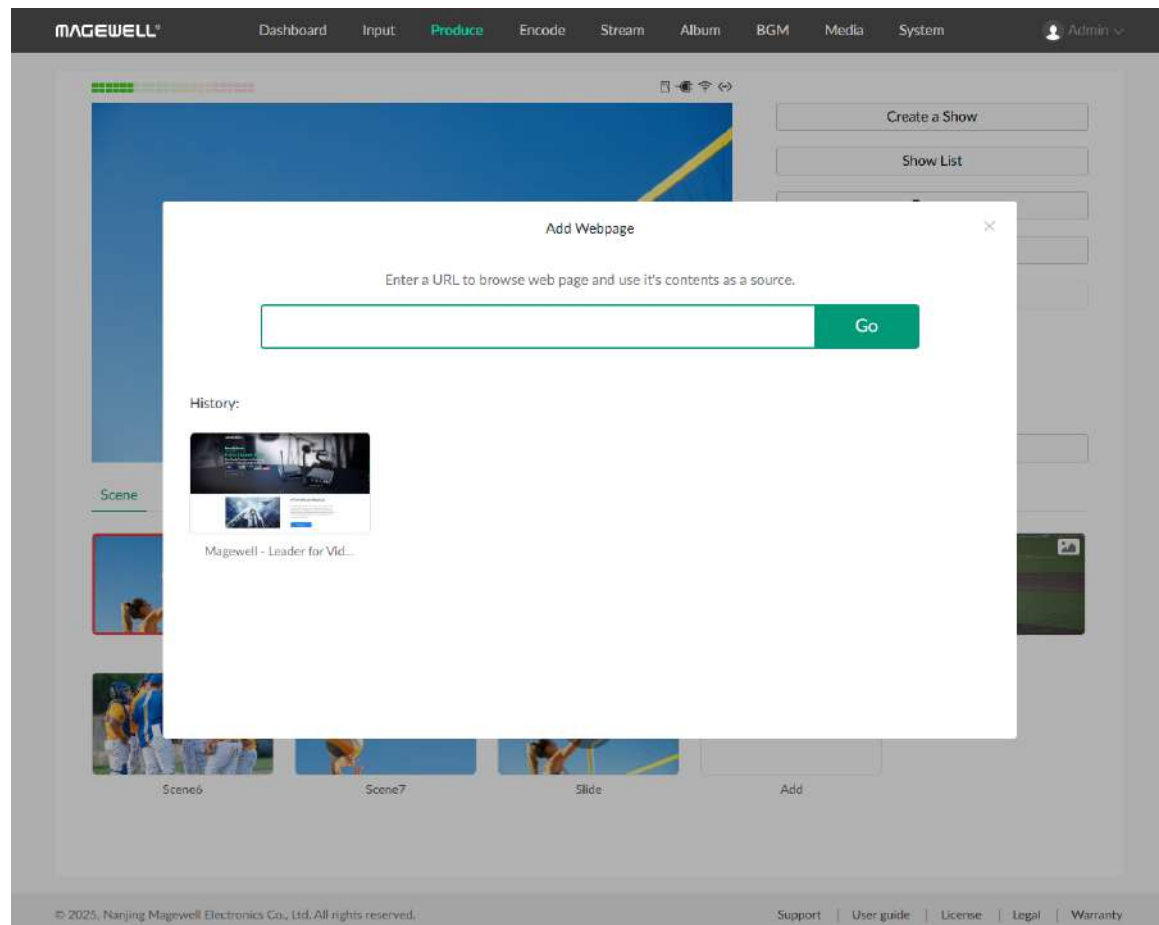 MAGEWELL®
Dashboard Input Produce Encode Stream Album BGM Media System Admin
Create a Show
Show List
Add Webpage
Enter a URL to browse web page and use it's contents as a source.
Go
History:
Magewell - Leader for Vid...
Scene
Scene6 Scene7 Slide Add
© 2025, Nanjing Magewell Electronics Co., Ltd. All rights reserved.
Support | User guide | License | Legal | Warranty